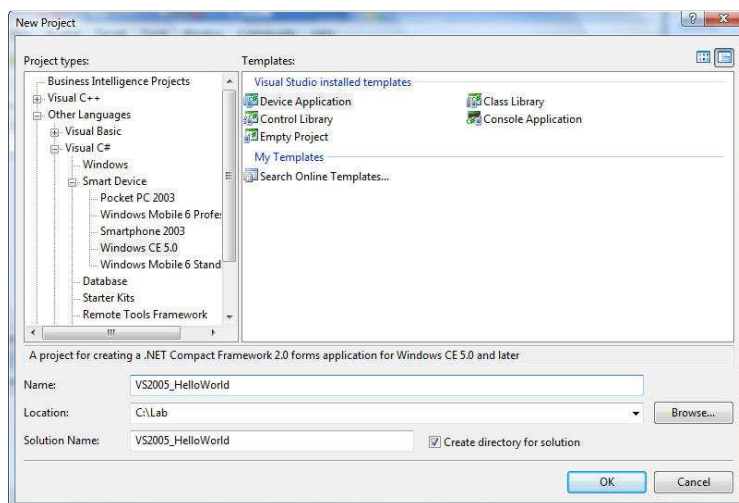 New Project
Project types:
Business Intelligence Projects
Visual C++
Other Languages
Visual Basic
Visual C#
Windows
Smart Device
Pocket PC 2003
Windows Mobile 6 Profe
Smartphone 2003
Windows CE 5.0
Windows Mobile 6 Stand
Database
Starter Kits
Remote Tools Framework
Templates:
Visual Studio installed templates
Device Application
Class Library
Control Library
Console Application
Empty Project
My Templates
Search Online Templates...
A project for creating a .NET Compact Framework 2.0 forms application for Windows CE 5.0 and later
Name: VS2005_HelloWorld
Location: C:\Lab Browse...
Solution Name: VS2005_HelloWorld Create directory for solution
OK Cancel